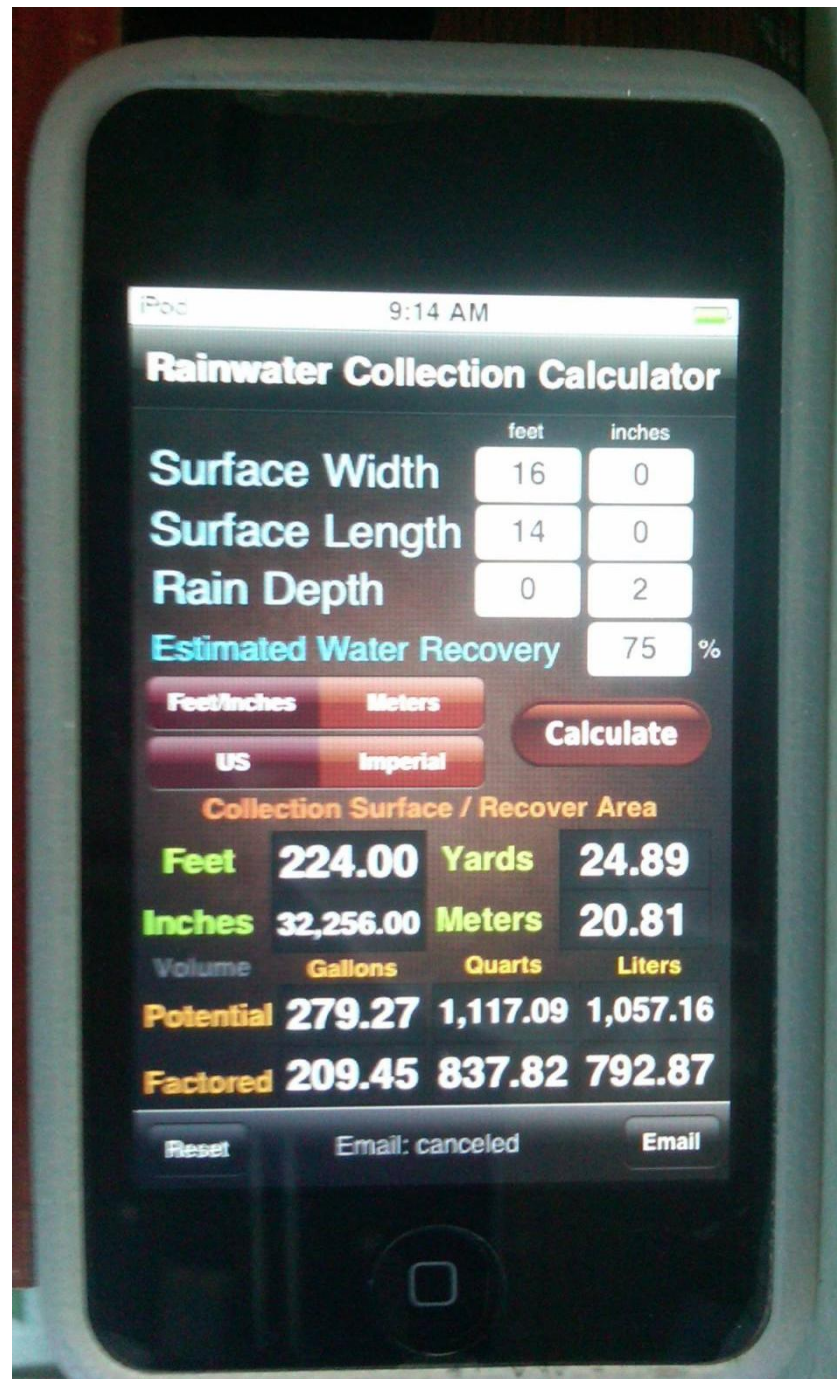 iPod 9:14 AM
Rainwater Collection Calculator
feet inches
Surface Width 16 0
Surface Length 14 0
Rain Depth 0 2
Estimated Water Recovery 75 %
Feet/Inches Meters
Calculate
US Imperial
Collection Surface / Recover Area
Feet 224.00 Yards 24.89
Inches 32,256.00 Meters 20.81
Volume Gallons Quarts Liters
Potential 279.27 1,117.09 1,057.16
Factored 209.45 837.82 792.87
Reset Email: canceled Email